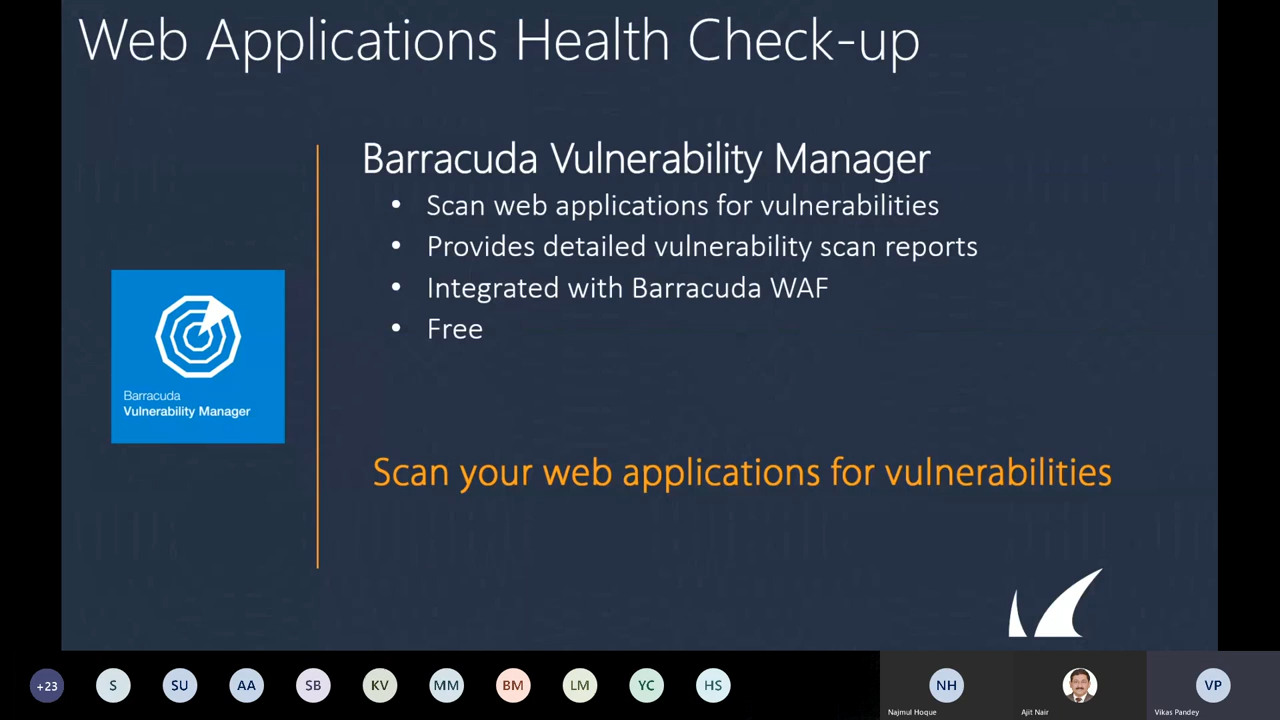 Web Applications Health Check-up
Barracuda Vulnerability Manager
• Scan web applications for vulnerabilities
• Provides detailed vulnerability scan reports
• Integrated with Barracuda WAF
• Free
Barracuda
Vulnerability Manager
Scan your web applications for vulnerabilities
+23 S SU AA SB KV MM BM LM YC HS NH VP
Najmul Hoque Ajit Nair Vikas Pandey